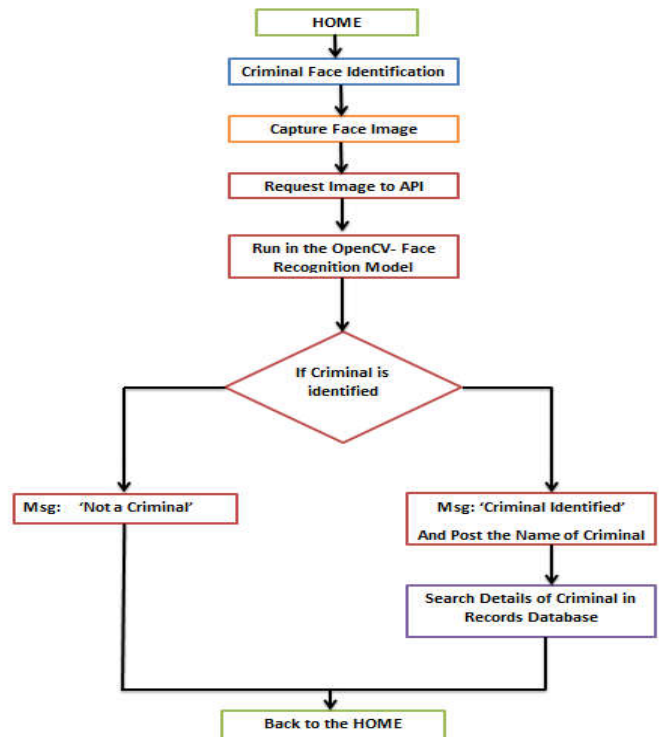 HOME
Criminal Face Identification
Capture Face Image
Request Image to API
Run in the OpenCV- Face
Recognition Model
If Criminal is
identified
Msg: ‘Not a Criminal’
Msg: ‘Criminal Identified’
And Post the Name of Criminal
Search Details of Criminal in
Records Database
Back to the HOME